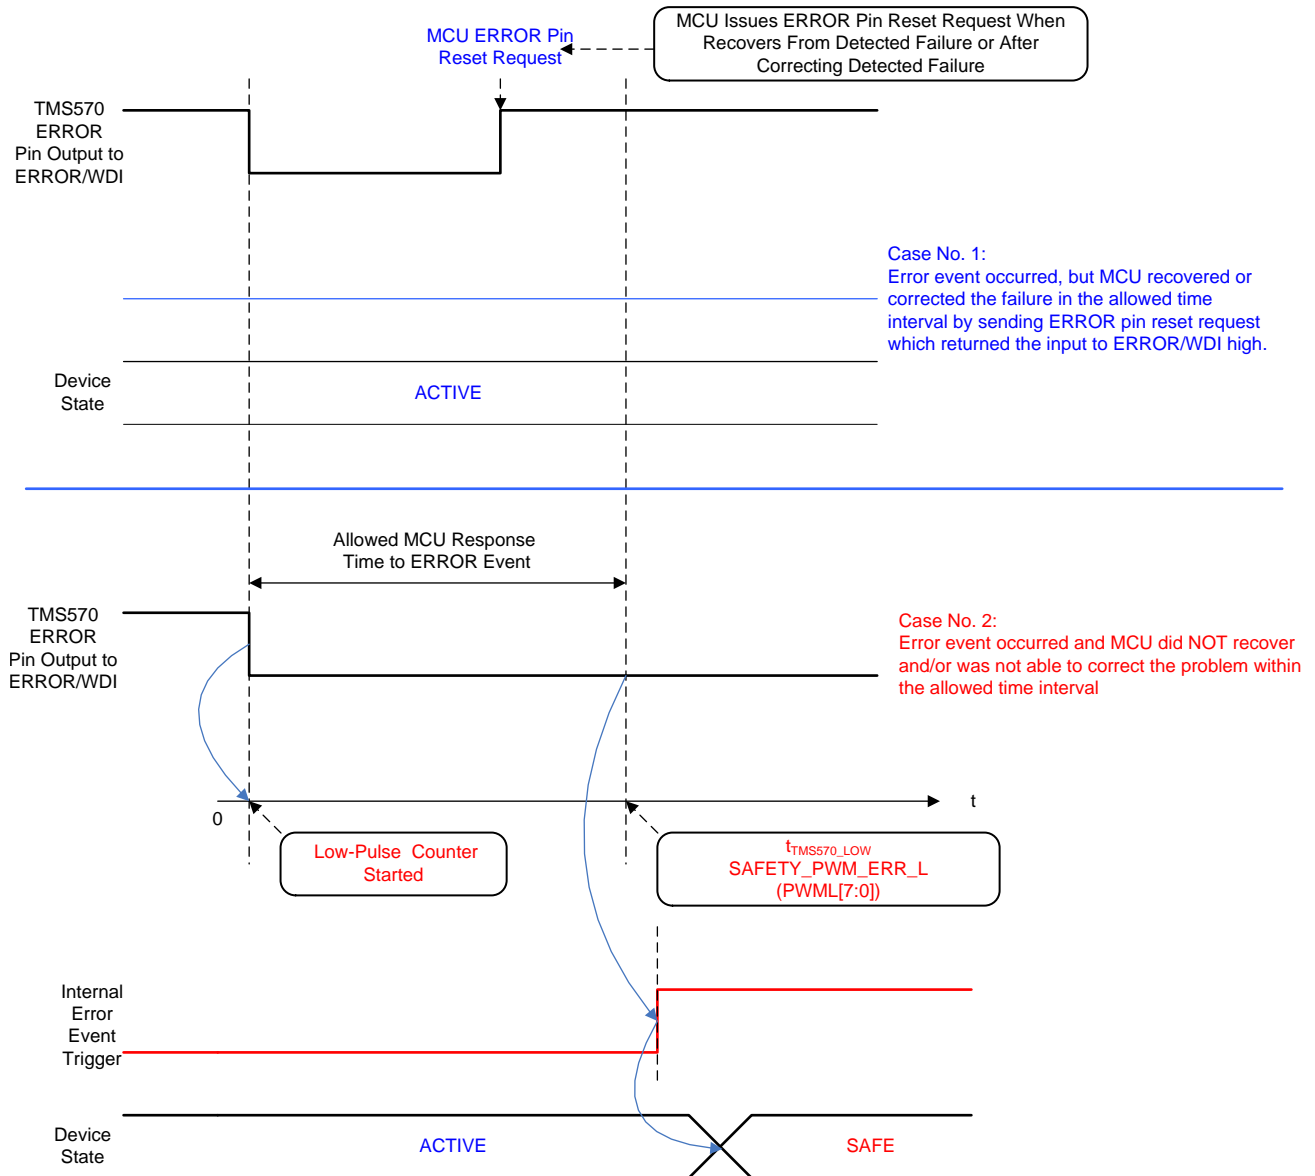 MCU Issues ERROR Pin Reset Request When
Recovers From Detected Failure or After
Correcting Detected Failure
MCU ERROR Pin
Reset Request
TMS570
ERROR
Pin Output to
ERROR/WDI
Case No. 1:
Error event occurred, but MCU recovered or
corrected the failure in the allowed time
interval by sending ERROR pin reset request
which returned the input to ERROR/WDI high.
Device
State
ACTIVE
Allowed MCU Response
Time to ERROR Event
TMS570
ERROR
Pin Output to
ERROR/WDI
Case No. 2:
Error event occurred and MCU did NOT recover
and/or was not able to correct the problem within
the allowed time interval
0
t
Low-Pulse Counter
Started
tTMS570_LOW
SAFETY_PWM_ERR_L
(PWML[7:0])
Internal
Error
Event
Trigger
Device
State
ACTIVE
SAFE